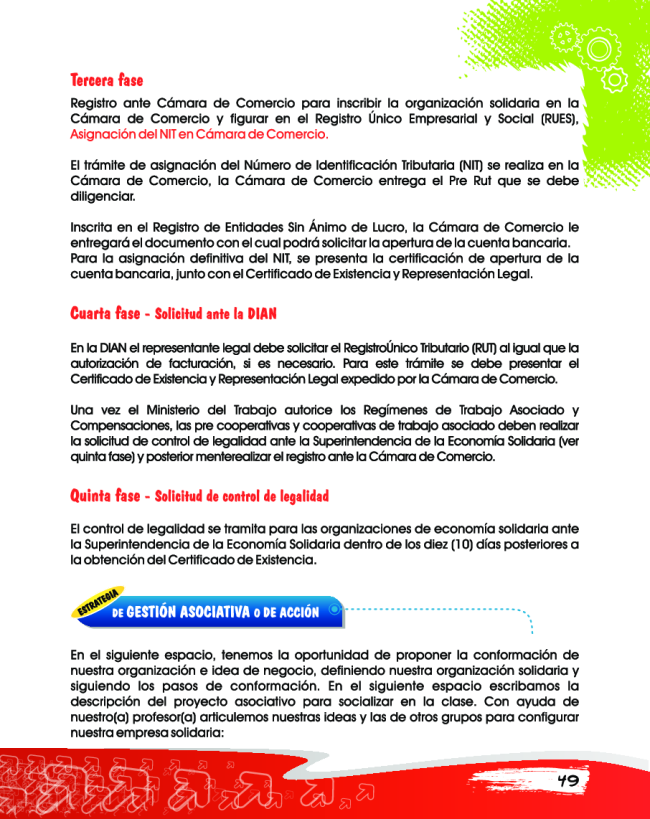 Tercera fase
Registro ante Cámara de Comercio para inscribir la organización solidaria en la
Cámara de Comercio y figurar en el Registro Único Empresarial y Social (RUES),
Asignación del NIT en Cámara de Comercio.
El trámite de asignación del Número de Identificación Tributaria (NIT) se realiza en la
Cámara de Comercio, la Cámara de Comercio entrega el Pre Rut que se debe
diligenciar.
Inscrita en el Registro de Entidades Sin Ánimo de Lucro, la Cámara de Comercio le
entregará el documento con el cual podrá solicitar la apertura de la cuenta bancaria.
Para la asignación definitiva del NIT, se presenta la certificación de apertura de la
cuenta bancaria, junto con el Certificado de Existencia y Representación Legal.
Cuarta fase - Solicitud ante la DIAN
En la DIAN el representante legal debe solicitar el RegistroÚnico Tributario (RUT) al igual que la
autorización de facturación, si es necesario. Para este trámite se debe presentar el
Certificado de Existencia y Representación Legal expedido por la Cámara de Comercio.
Una vez el Ministerio del Trabajo autorice los Regímenes de Trabajo Asociado y
Compensaciones, las pre cooperativas y cooperativas de trabajo asociado deben realizar
la solicitud de control de legalidad ante la Superintendencia de la Economía Solidaria (ver
quinta fase) y posterior menterealizar el registro ante la Cámara de Comercio.
Quinta fase - Solicitud de control de legalidad
El control de legalidad se tramita para las organizaciones de economía solidaria ante
la Superintendencia de la Economía Solidaria dentro de los diez (10) días posteriores a
la obtención del Certificado de Existencia.
ESTRATEGIA
DE GESTIÓN ASOCIATIVA O DE ACCIÓN
En el siguiente espacio, tenemos la oportunidad de proponer la conformación de
nuestra organización e idea de negocio, definiendo nuestra organización solidaria y
siguiendo los pasos de conformación. En el siguiente espacio escribamos la
descripción del proyecto asociativo para socializar en la clase. Con ayuda de
nuestro(a) profesor(a) articulemos nuestras ideas y las de otros grupos para configurar
nuestra empresa solidaria:
49